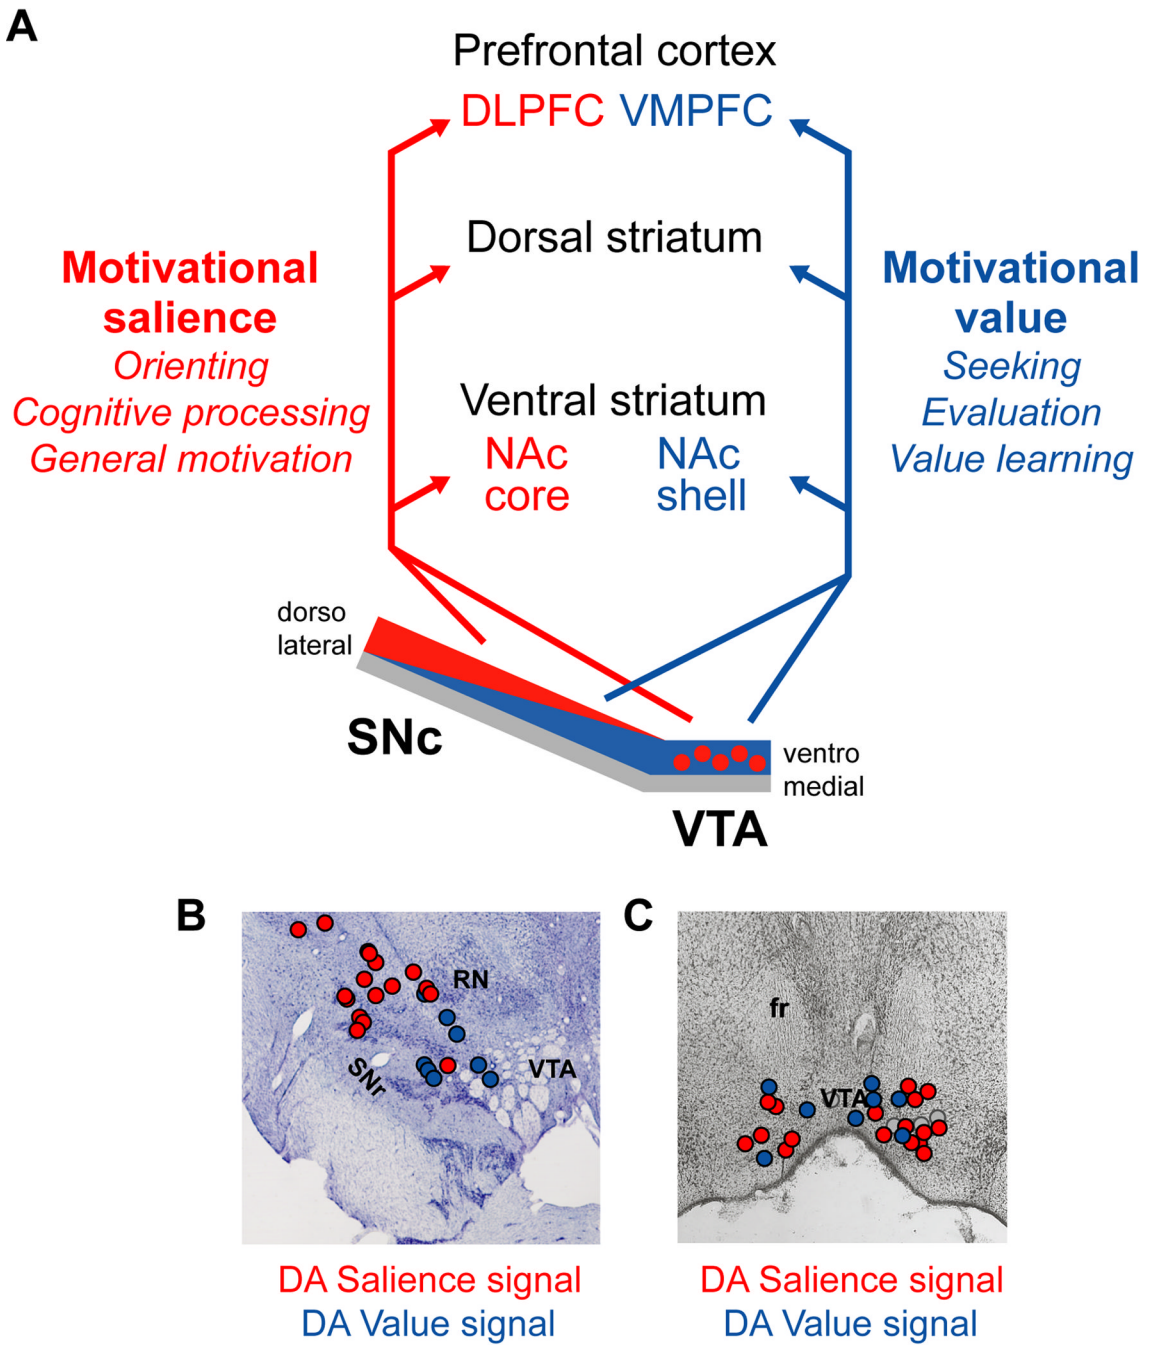 A
Prefrontal cortex
DLPFC VMPFC
Dorsal striatum
Motivational
salience
Orienting
Cognitive processing
General motivation
Motivational
value
Seeking
Evaluation
Value learning
Ventral striatum
NAc
core
NAc
shell
dorso
lateral
SNc
ventro
medial
VTA
B
RN
SNr
VTA
DA Salience signal
DA Value signal
C
fr
VTA
DA Salience signal
DA Value signal